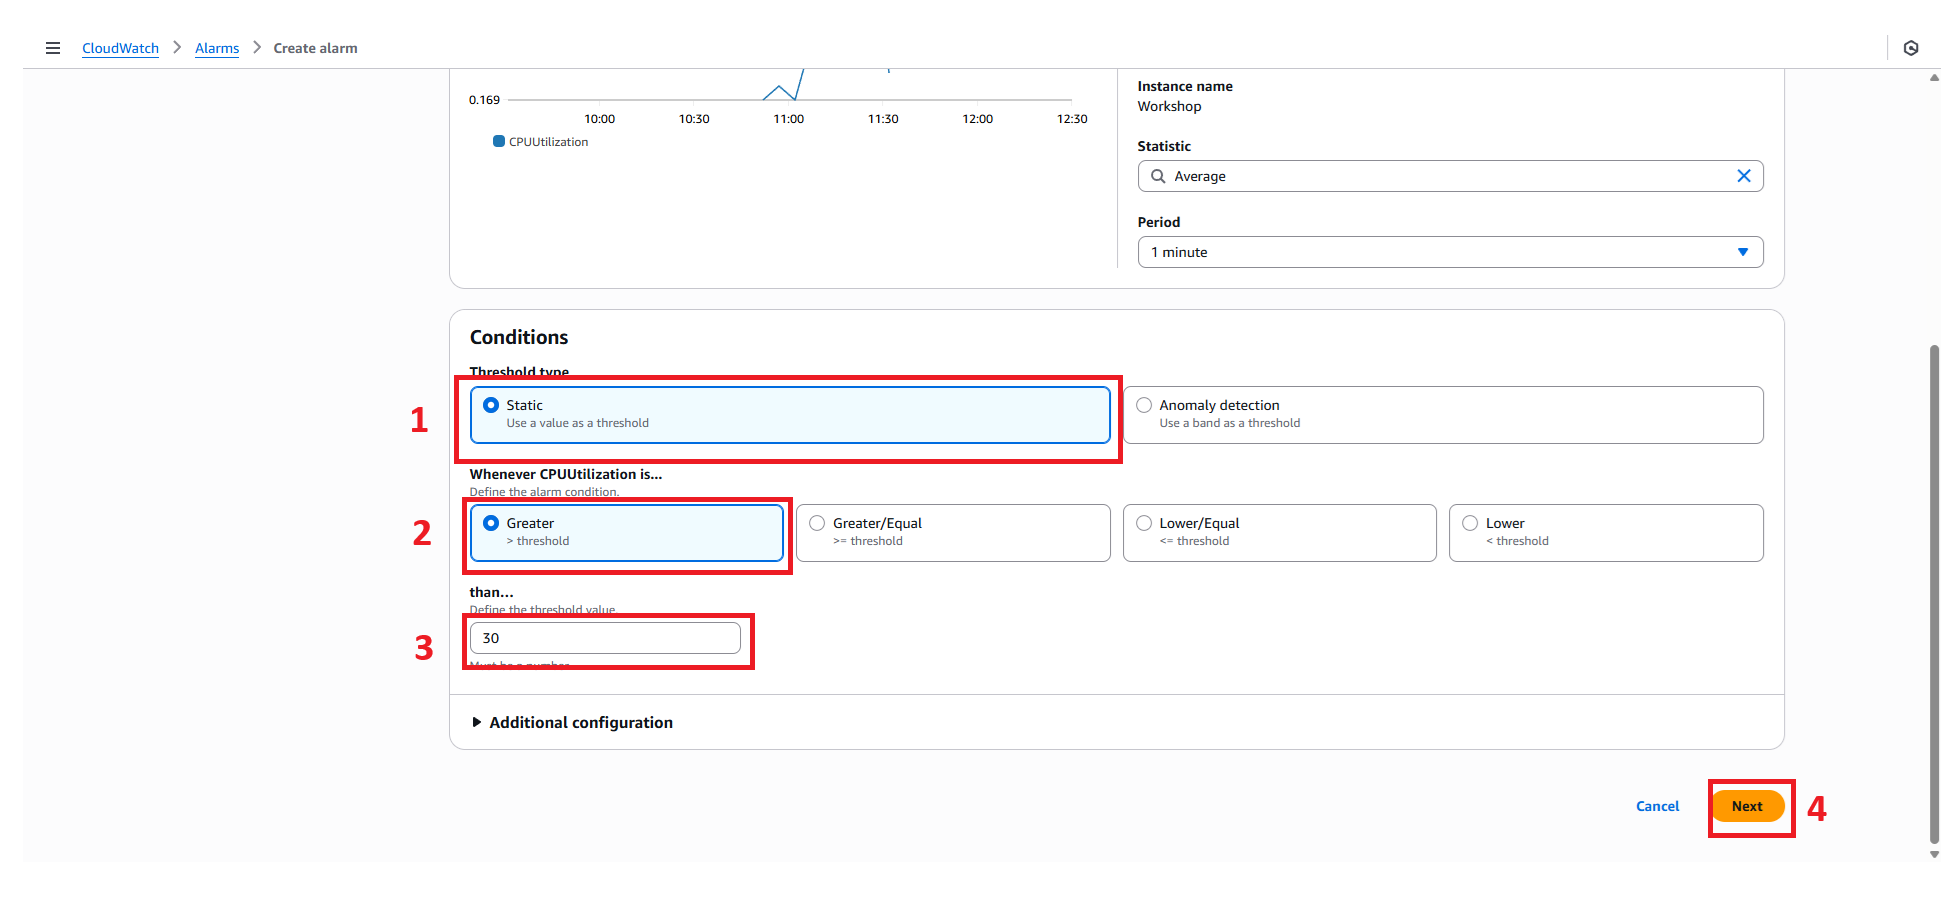 CloudWatch > Alarms > Create alarm
0.169
10:00 10:30 11:00 11:30 12:00 12:30
CPUUtilization
Instance name
Workshop
Statistic
Average
Period
1 minute
Conditions
Threshold type
1
Static
Use a value as a threshold
Anomaly detection
Use a band as a threshold
Whenever CPUUtilization is...
Define the alarm condition.
2
Greater
> threshold
Greater/Equal
>= threshold
Lower/Equal
<= threshold
Lower
< threshold
than...
Define the threshold value.
3
30
Must be a number.
Additional configuration
Cancel
Next
4